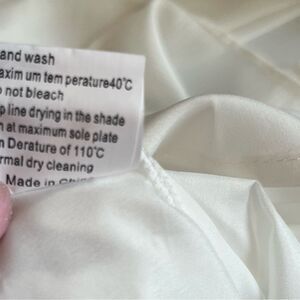 and wash
axim um tem perature40℃
o not bleach
p line drying in the shade
n at maximum sole plate
n Derature of 110℃
rmal dry cleaning
Made in